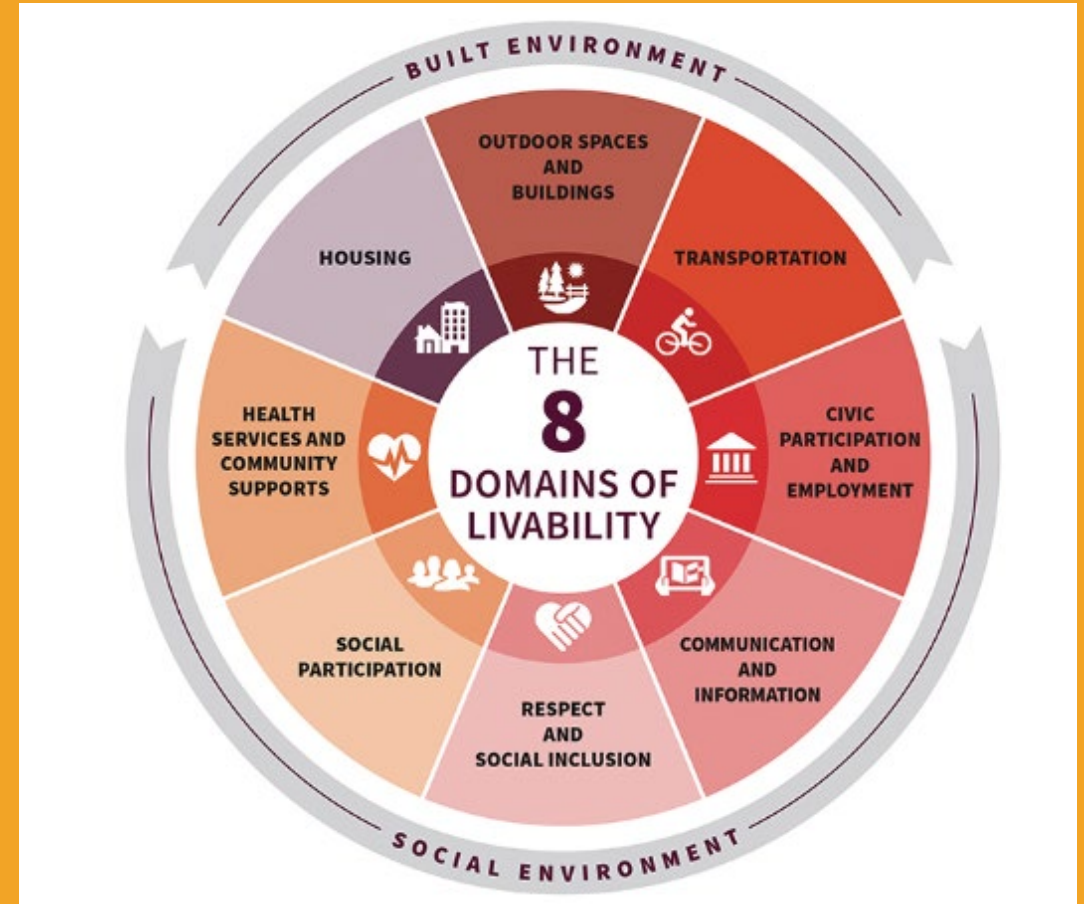 BUILT ENVIRONMENT
OUTDOOR SPACES
AND
BUILDINGS
TRANSPORTATION
CIVIC
PARTICIPATION
AND
EMPLOYMENT
COMMUNICATION
AND
INFORMATION
RESPECT
AND
SOCIAL INCLUSION
SOCIAL
PARTICIPATION
HEALTH
SERVICES AND
COMMUNITY
SUPPORTS
HOUSING
THE
8
DOMAINS OF
LIVABILITY
SOCIAL ENVIRONMENT